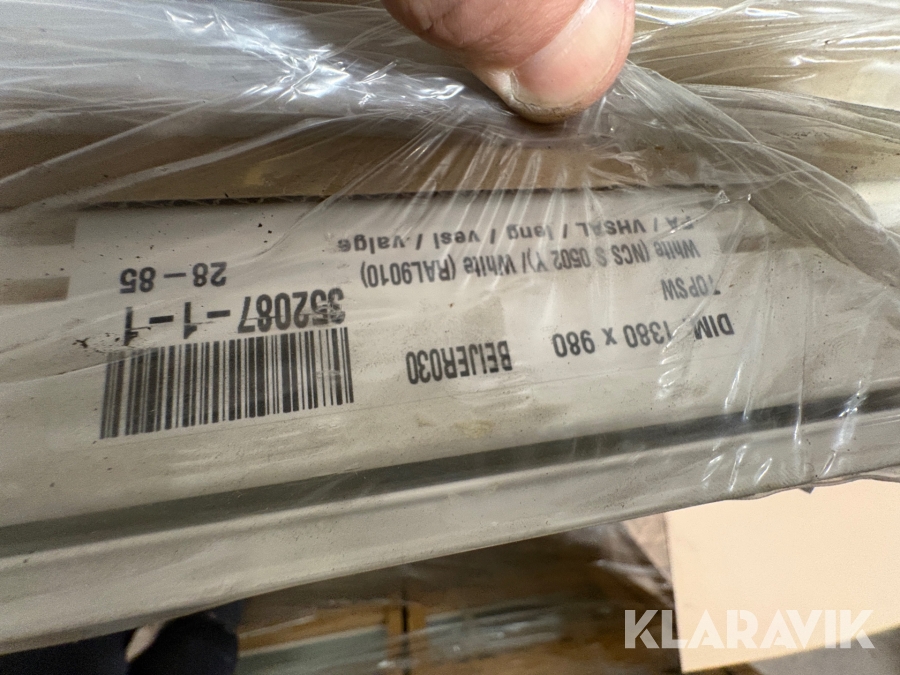 DIM. 1380 x 980
BEIJER030
352087-1-1
TOPSW
White (NCS S 0502 Y)/ White (RAL9010)
28-85
PA / VHSAL / lang / vesi / valge
KLARAVIK